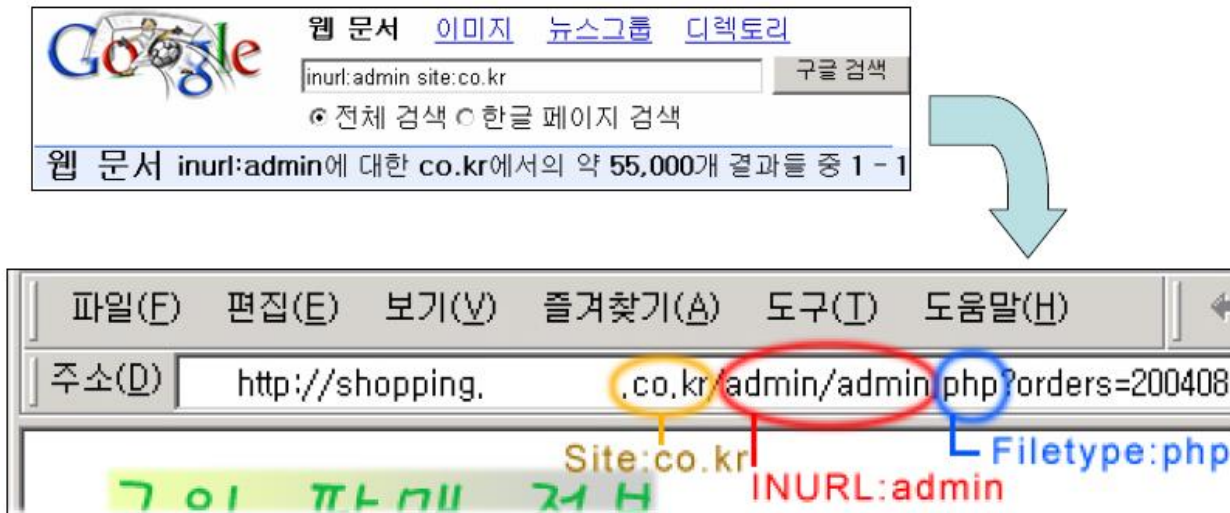 Google
웹 문서 이미지 뉴스그룹 디렉토리
inurl:admin site:co.kr 구글 검색
전체 검색 한글 페이지 검색
웹 문서 inurl:admin에 대한 co.kr에서의 약 55,000개 결과들 중 1 - 1
파일(F) 편집(E) 보기(V) 즐겨찾기(A) 도구(T) 도움말(H)
주소(D) http://shopping. .co.kr/admin/admin.php?orders=200408
Site:co.kr
INURL:admin
Filetype:php